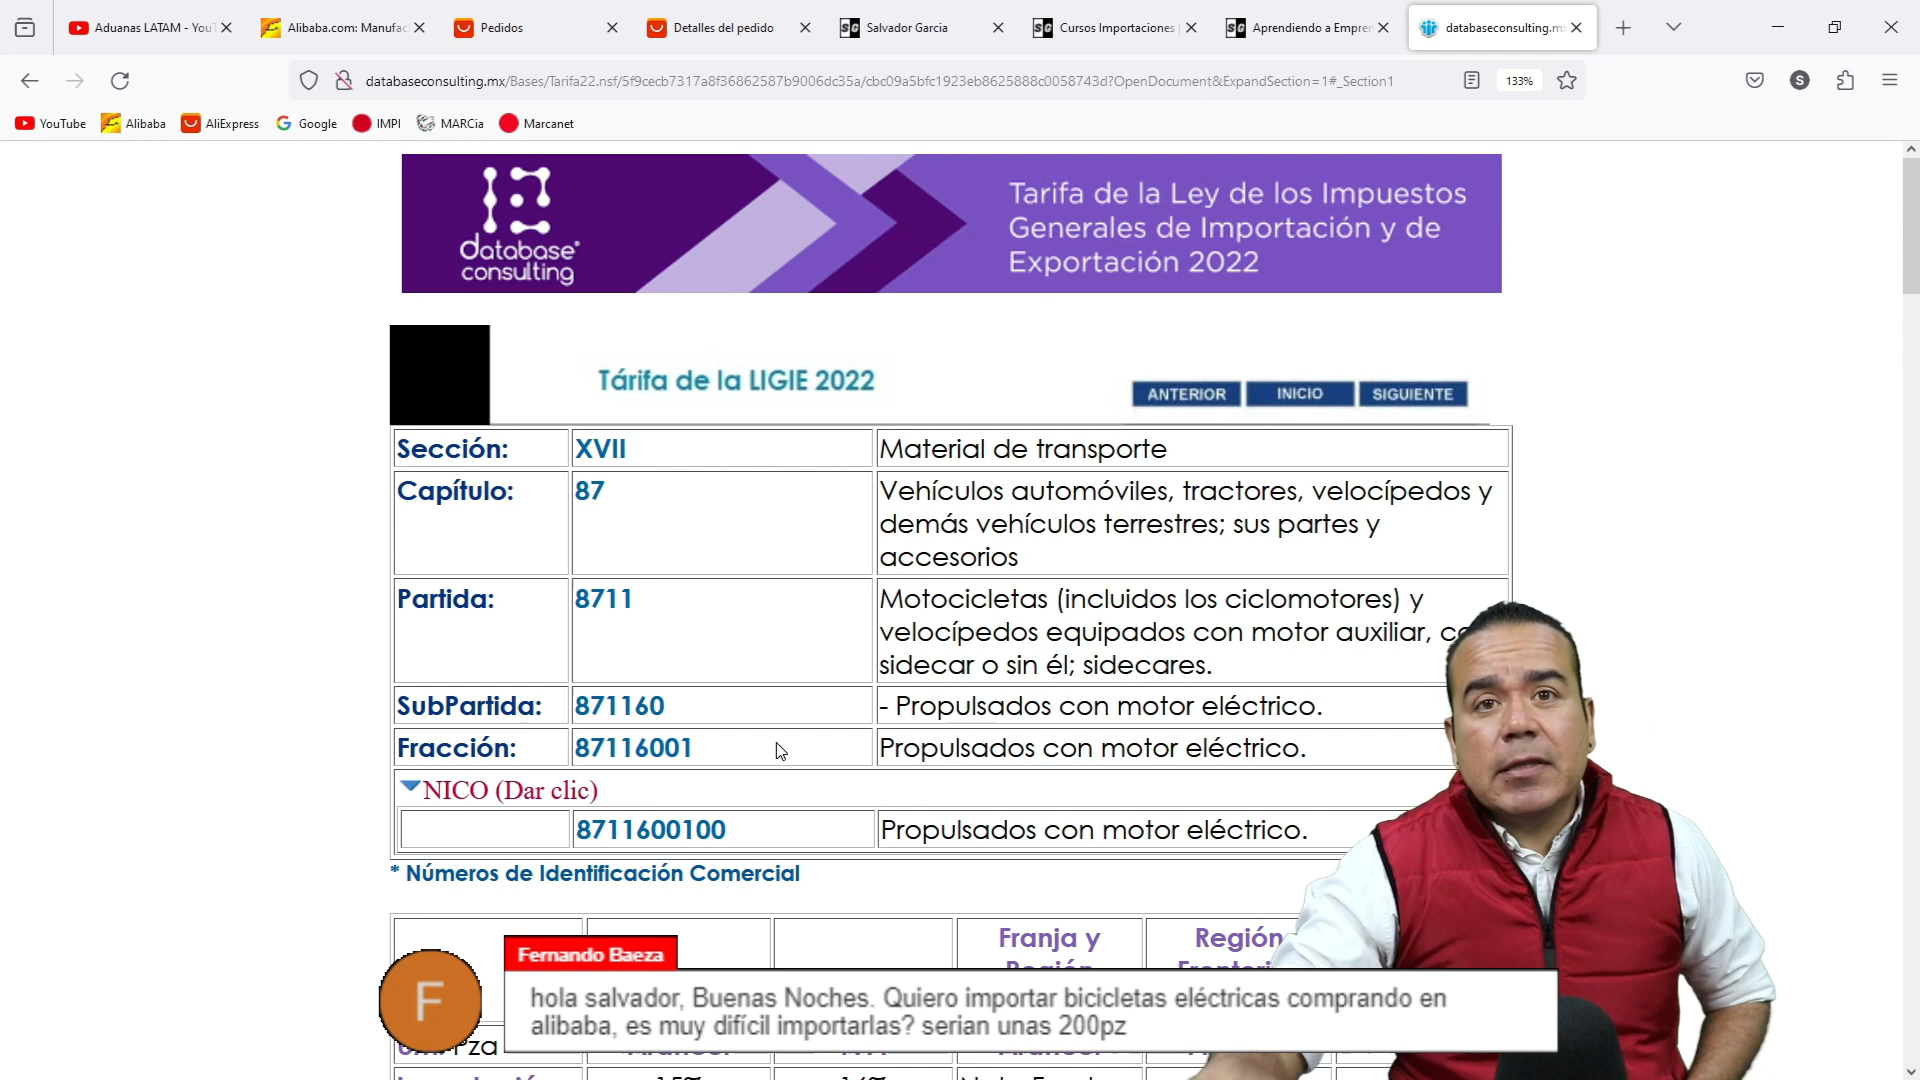 Aduanas LATAM - You
Alibaba.com: Manufac
Pedidos
Detalles del pedido
Salvador Garcia
Cursos Importaciones |
Aprendiendo a Empren
databaseconsulting.m
databaseconsulting.mx/Bases/Tarifa22.nsf/5f9cecb7317a8f36862587b9006dc35a/cbc09a5bfc1923eb8625888c0058743d?OpenDocument&ExpandSection=1#_Section1
133%
S
YouTube
Alibaba
AliExpress
Google
IMPI
MARCia
Marcanet
database
consulting
Tarifa de la Ley de los Impuestos
Generales de Importación y de
Exportación 2022
Tárifa de la LIGIE 2022
ANTERIOR
INICIO
SIGUIENTE
Sección: XVII Material de transporte
Capítulo: 87 Vehículos automóviles, tractores, velocípedos y
demás vehículos terrestres; sus partes y
accesorios
Partida: 8711 Motocicletas (incluidos los ciclomotores) y
velocípedos equipados con motor auxiliar,
sidecar o sin él; sidecares.
SubPartida: 871160 - Propulsados con motor eléctrico.
Fracción: 87116001 Propulsados con motor eléctrico.
NICO (Dar clic)
8711600100 Propulsados con motor eléctrico.
* Números de Identificación Comercial
Franja y
Región
Fernando Baeza
F
hola salvador, Buenas Noches. Quiero importar bicicletas eléctricas comprando en
alibaba, es muy difícil importarlas? serian unas 200pz
Pza